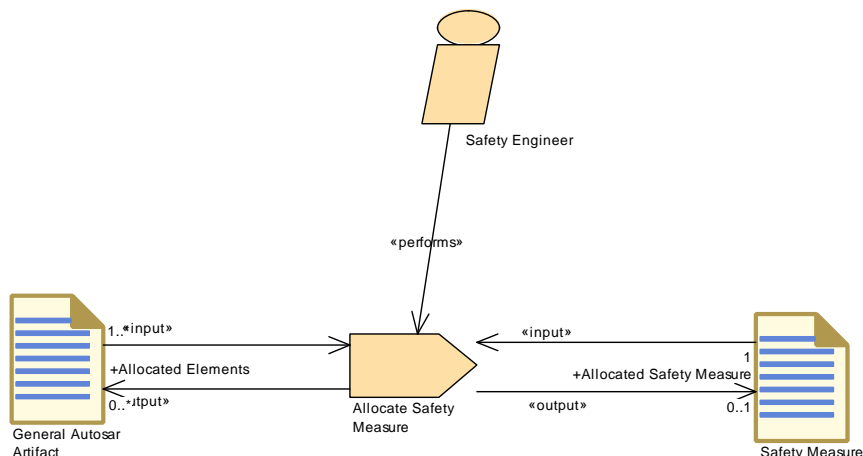 Safety Engineer
«performs»
1..*
«input»
«input»
1
+Allocated Elements
+Allocated Safety Measure
0..*
«output»
0..1
Allocate Safety
Measure
General Autosar
Artifact
Safety Measure